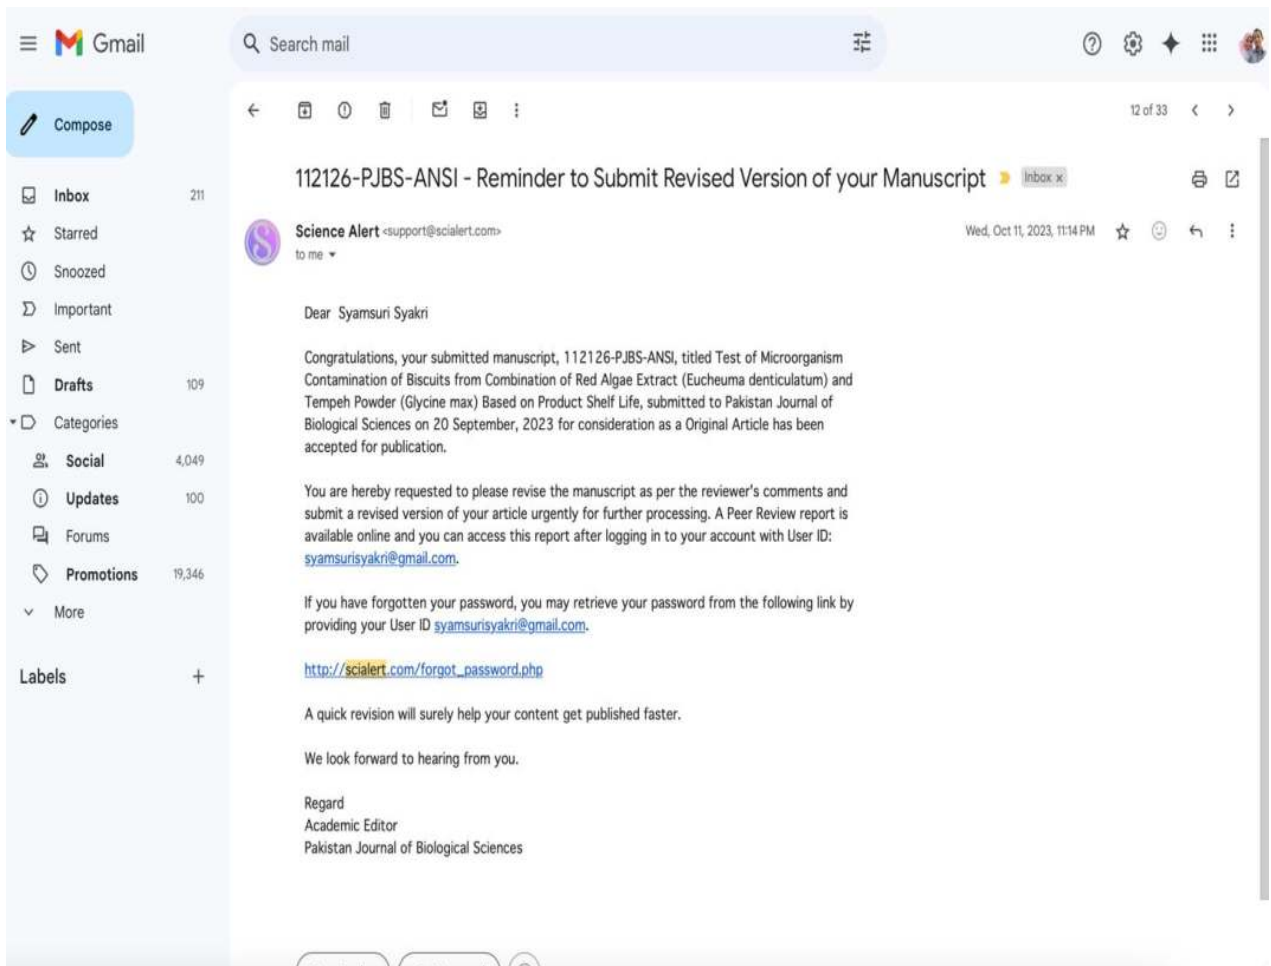 Gmail
Search mail
Compose
12 of 33
Inbox 211
Starred
Snoozed
Important
Sent
Drafts 109
Categories
Social 4,049
Updates 100
Forums
Promotions 19,346
More
Labels
112126-PJBS-ANSI - Reminder to Submit Revised Version of your Manuscript Inbox x
Science Alert <support@scialert.com> Wed, Oct 11, 2023, 11:14 PM
to me
Dear Syamsuri Syakri
Congratulations, your submitted manuscript, 112126-PJBS-ANSI, titled Test of Microorganism
Contamination of Biscuits from Combination of Red Algae Extract (Eucheuma denticulatum) and
Tempeh Powder (Glycine max) Based on Product Shelf Life, submitted to Pakistan Journal of
Biological Sciences on 20 September, 2023 for consideration as a Original Article has been
accepted for publication.
You are hereby requested to please revise the manuscript as per the reviewer's comments and
submit a revised version of your article urgently for further processing. A Peer Review report is
available online and you can access this report after logging in to your account with User ID:
syamsurisyakri@gmail.com.
If you have forgotten your password, you may retrieve your password from the following link by
providing your User ID syamsurisyakri@gmail.com.
http://scialert.com/forgot_password.php
A quick revision will surely help your content get published faster.
We look forward to hearing from you.
Regard
Academic Editor
Pakistan Journal of Biological Sciences